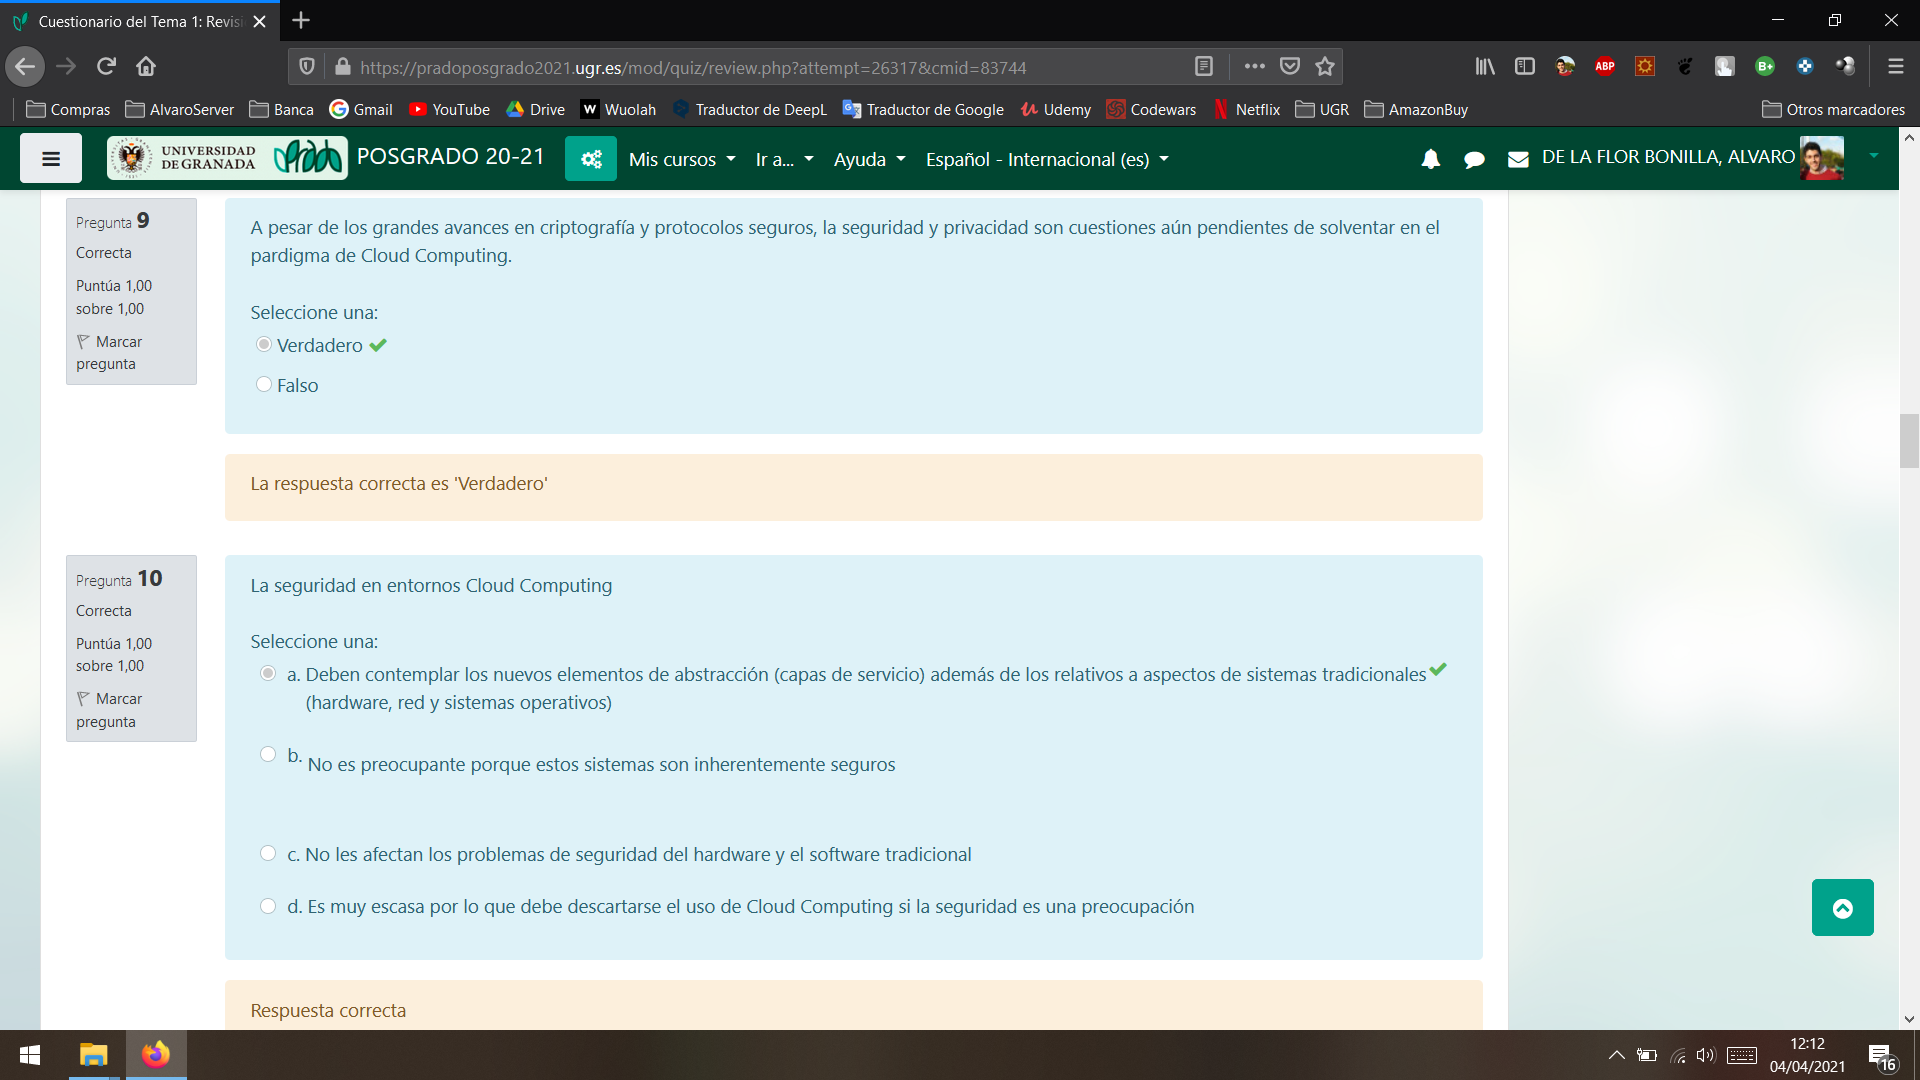 Cuestionario del Tema 1: Revisi
https://pradoposgrado2021.ugr.es/mod/quiz/review.php?attempt=26317&cmid=83744
ABP
B+
Compras AlvaroServer Banca Gmail YouTube Drive Wuolah Traductor de DeepL Traductor de Google Udemy Codewars Netflix UGR AmazonBuy Otros marcadores
UNIVERSIDAD DE GRANADA
Prado
POSGRADO 20-21 Mis cursos Ir a... Ayuda Español - Internacional (es) DE LA FLOR BONILLA, ALVARO
Pregunta 9
Correcta
Puntúa 1,00
sobre 1,00
Marcar
pregunta
A pesar de los grandes avances en criptografía y protocolos seguros, la seguridad y privacidad son cuestiones aún pendientes de solventar en el
pardigma de Cloud Computing.
Seleccione una:
Verdadero
Falso
La respuesta correcta es 'Verdadero'
Pregunta 10
Correcta
Puntúa 1,00
sobre 1,00
Marcar
pregunta
La seguridad en entornos Cloud Computing
Seleccione una:
a. Deben contemplar los nuevos elementos de abstracción (capas de servicio) además de los relativos a aspectos de sistemas tradicionales
(hardware, red y sistemas operativos)
b. No es preocupante porque estos sistemas son inherentemente seguros
c. No les afectan los problemas de seguridad del hardware y el software tradicional
d. Es muy escasa por lo que debe descartarse el uso de Cloud Computing si la seguridad es una preocupación
Respuesta correcta
12:12
04/04/2021
16